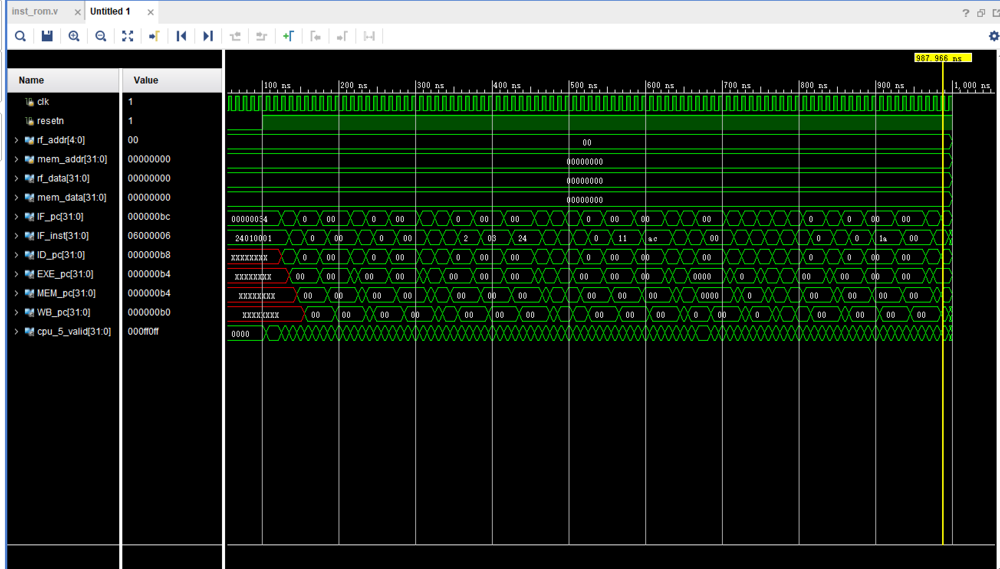 inst_rom.v Untitled 1
987.966 ns
Name Value
100 ns 200 ns 300 ns 400 ns 500 ns 600 ns 700 ns 800 ns 900 ns 1,000 ns
clk 1
resetn 1
rf_addr[4:0] 00 00
mem_addr[31:0] 00000000 00000000
rf_data[31:0] 00000000 00000000
mem_data[31:0] 00000000 00000000
IF_pc[31:0] 000000bc 00000034 0 00 0 00 0 00 00 0 00 00 00 0 0 00 00
IF_inst[31:0] 06000006 24010001 0 00 0 00 2 03 24 0 11 ac 00 0 0 1a 00
ID_pc[31:0] 000000b8 XXXXXXXX 0 00 0 00 0 00 00 0 00 00 00 0 0 00 00
EXE_pc[31:0] 000000b4 XXXXXXXX 00 00 00 00 00 00 00 00 00 00 0000 0 00 00 00 00
MEM_pc[31:0] 000000b4 XXXXXXXX 00 00 00 00 00 00 00 00 00 00 0000 0 00 00 00 00
WB_pc[31:0] 000000b0 XXXXXXXX 00 00 00 00 00 00 00 00 00 00 0 00 0 00 00 00 00
cpu_5_valid[31:0] 000ff0ff 0000